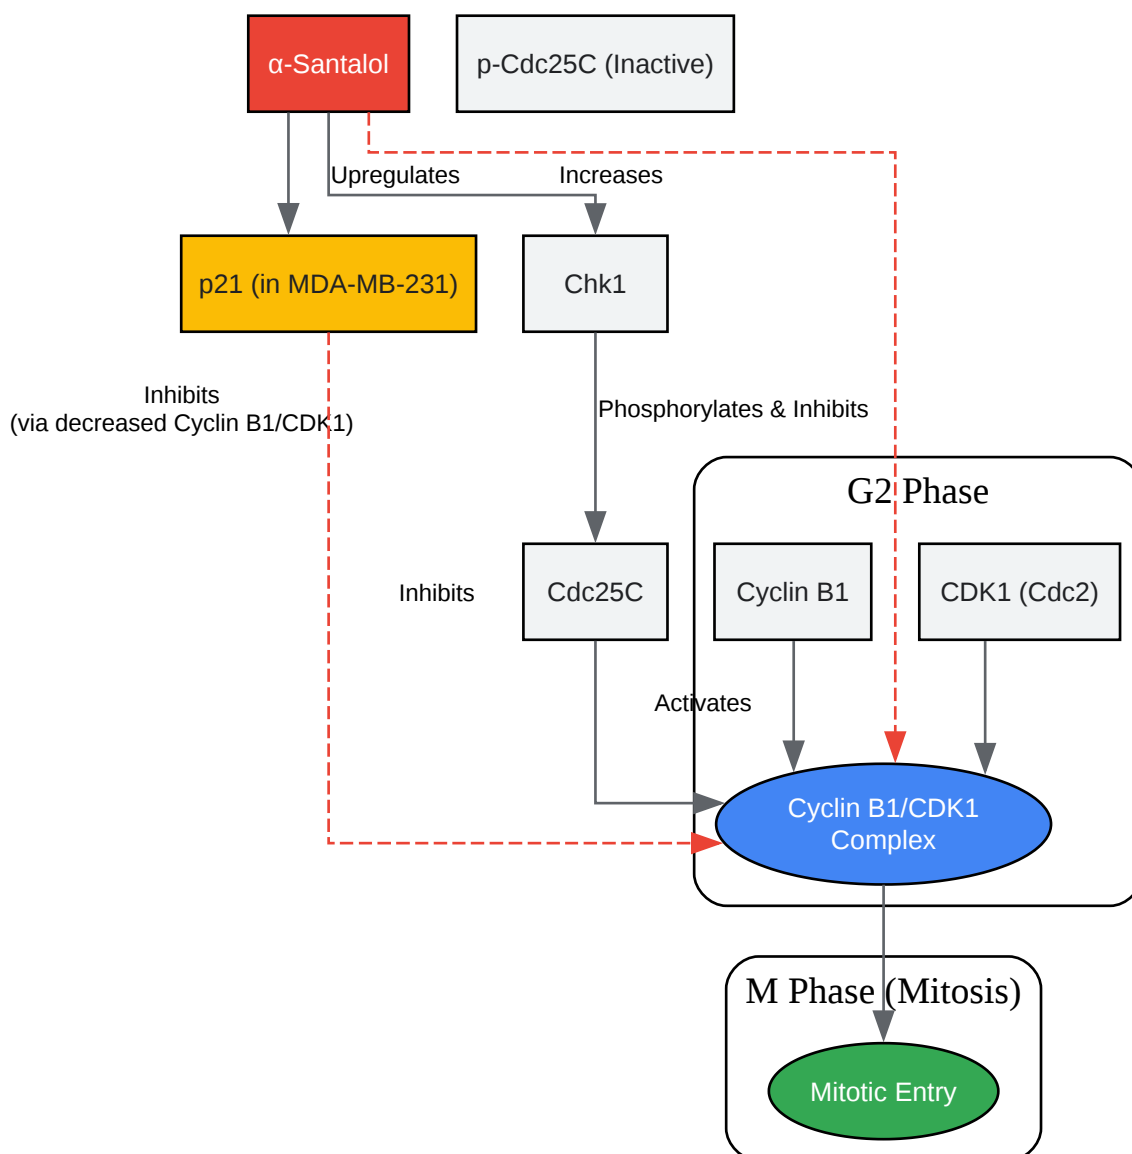 α-Santalol
p-Cdc25C (Inactive)
Upregulates
Increases
p21 (in MDA-MB-231)
Chk1
Inhibits
(via decreased Cyclin B1/CDK1)
Phosphorylates & Inhibits
G2 Phase
Inhibits
Cdc25C
Cyclin B1
CDK1 (Cdc2)
Activates
Cyclin B1/CDK1
Complex
M Phase (Mitosis)
Mitotic Entry